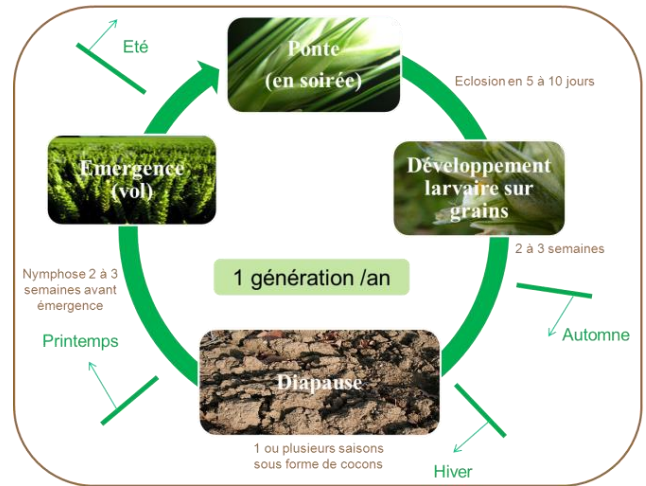 Eté
Ponte
(en soirée)
Eclosion en 5 à 10 jours
Emergence
(vol)
Développement
larvaire sur
grains
2 à 3 semaines
1 génération /an
Nymphose 2 à 3
semaines avant
émergence
Printemps
Automne
Diapause
1 ou plusieurs saisons
sous forme de cocons
Hiver